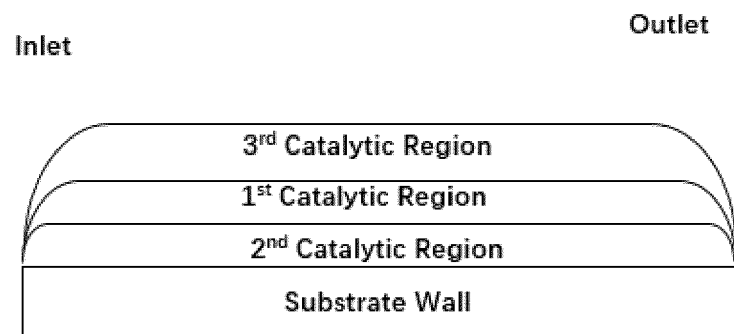 Inlet
Outlet
3rd Catalytic Region
1st Catalytic Region
2nd Catalytic Region
Substrate Wall